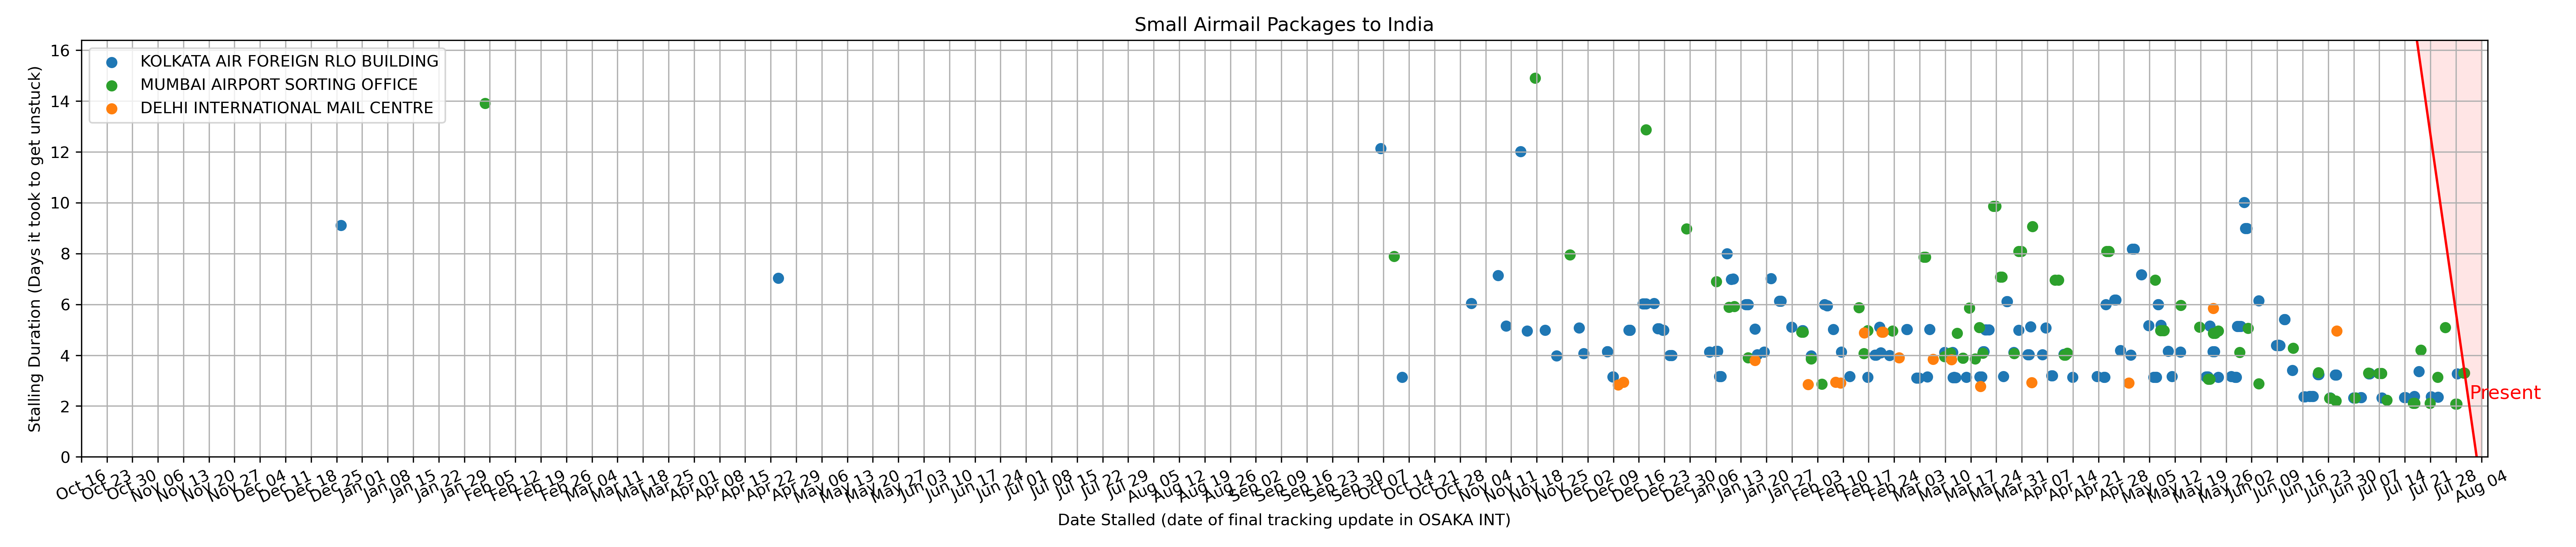 Small Airmail Packages to India
KOLKATA AIR FOREIGN RLO BUILDING
MUMBAI AIRPORT SORTING OFFICE
DELHI INTERNATIONAL MAIL CENTRE
Stalling Duration (Days it took to get unstuck)
16
14
12
10
8
6
4
2
0
Present
Oct 16 Oct 23 Oct 30 Nov 06 Nov 13 Nov 20 Nov 27 Dec 04 Dec 11 Dec 18 Dec 25 Jan 01 Jan 08 Jan 15 Jan 22 Jan 29 Feb 05 Feb 12 Feb 19 Feb 26 Mar 04 Mar 11 Mar 18 Mar 25 Apr 01 Apr 08 Apr 15 Apr 22 Apr 29 May 06 May 13 May 20 May 27 Jun 03 Jun 10 Jun 17 Jun 24 Jul 01 Jul 08 Jul 15 Jul 22 Jul 29 Aug 05 Aug 12 Aug 19 Aug 26 Sep 02 Sep 09 Sep 16 Sep 23 Sep 30 Oct 07 Oct 14 Oct 21 Oct 28 Nov 04 Nov 11 Nov 18 Nov 25 Dec 02 Dec 09 Dec 16 Dec 23 Dec 30 Jan 06 Jan 13 Jan 20 Jan 27 Feb 03 Feb 10 Feb 17 Feb 24 Mar 03 Mar 10 Mar 17 Mar 24 Mar 31 Apr 07 Apr 14 Apr 21 Apr 28 May 05 May 12 May 19 May 26 Jun 02 Jun 09 Jun 16 Jun 23 Jun 30 Jul 07 Jul 14 Jul 21 Jul 28 Aug 04
Date Stalled (date of final tracking update in OSAKA INT)